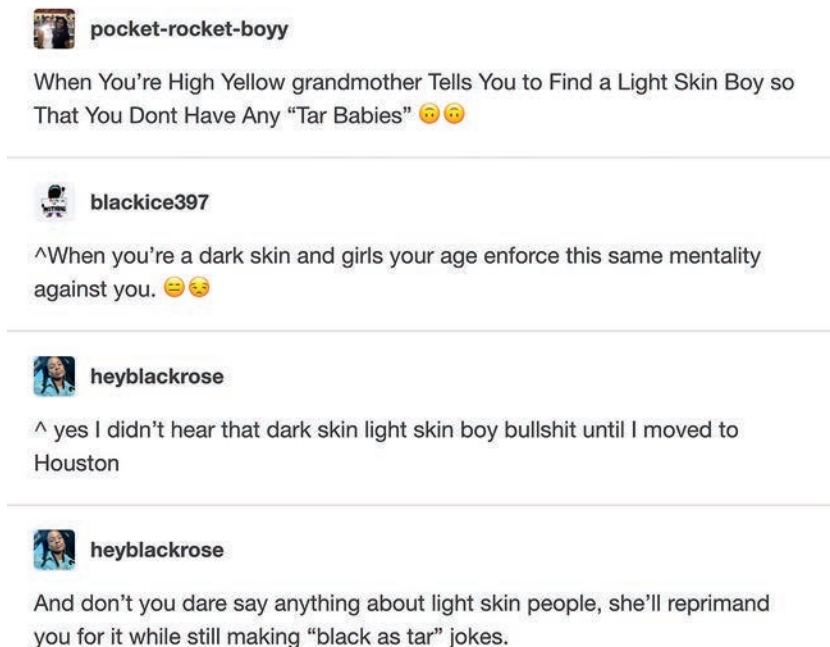 pocket-rocket-boyy
When You're High Yellow grandmother Tells You to Find a Light Skin Boy so
That You Dont Have Any “Tar Babies” 🙃🙃
blackice397
^When you're a dark skin and girls your age enforce this same mentality
against you. 😑😒
heyblackrose
^ yes I didn't hear that dark skin light skin boy bullshit until I moved to
Houston
heyblackrose
And don't you dare say anything about light skin people, she'll reprimand
you for it while still making “black as tar” jokes.